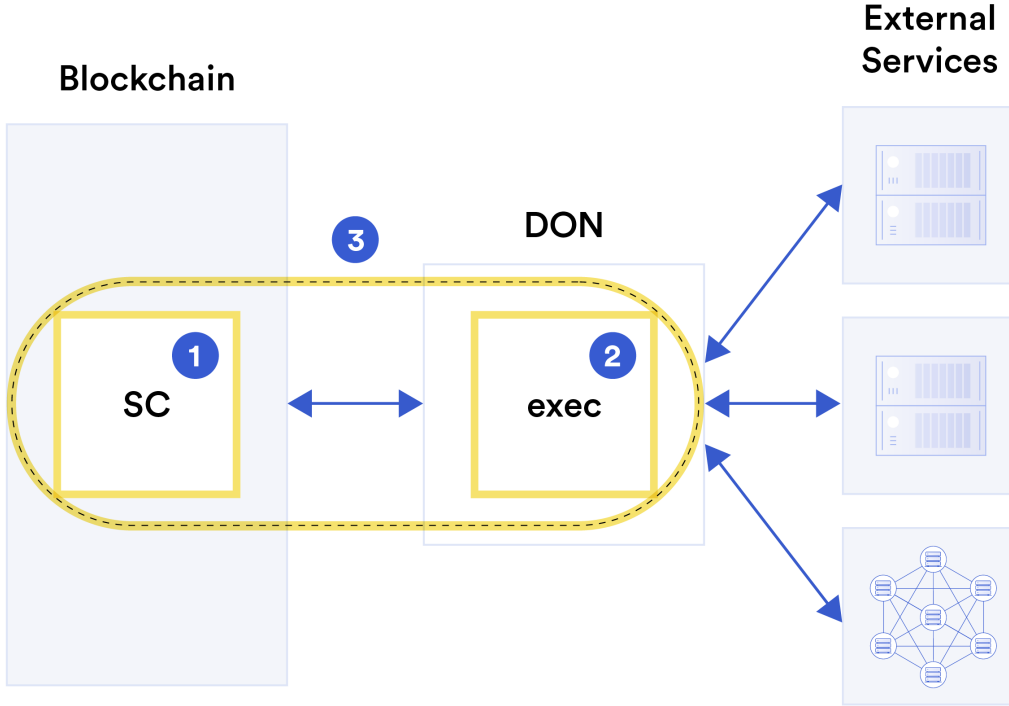 External
Services
Blockchain
DON
3
1
2
SC
exec